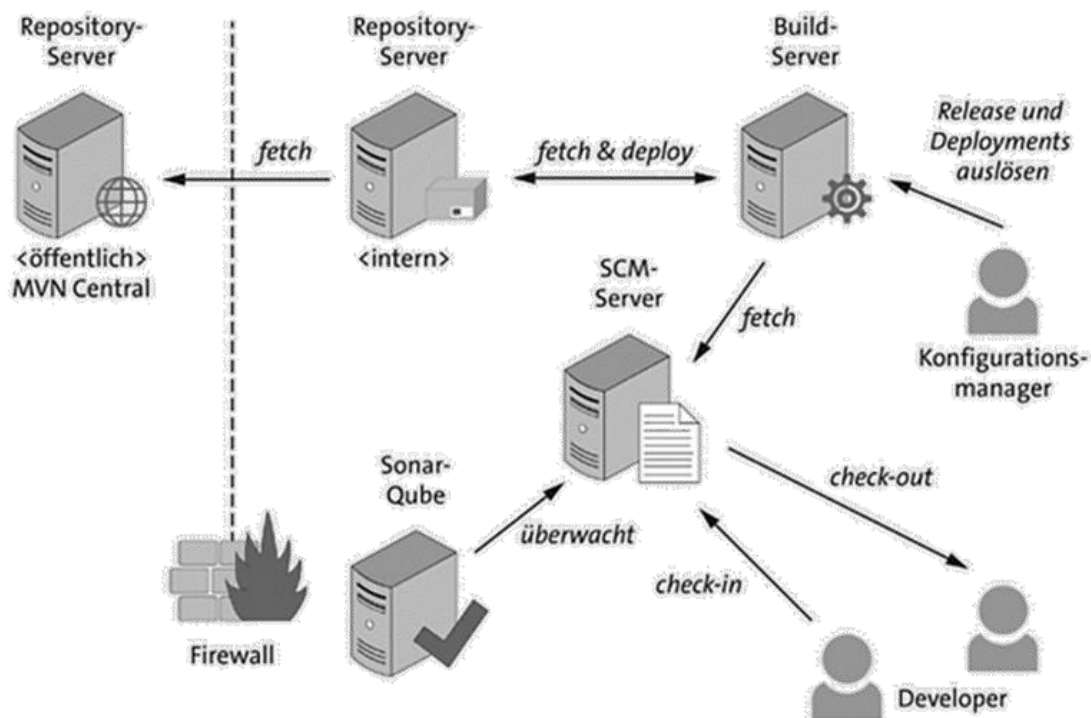 Repository-
Server
Repository-
Server
Build-
Server
Release und
Deployments
auslösen
fetch
fetch & deploy
<öffentlich>
MVN Central
<intern>
SCM-
Server
fetch
Konfigurations-
manager
Sonar-
Qube
überwacht
check-out
check-in
Firewall
Developer